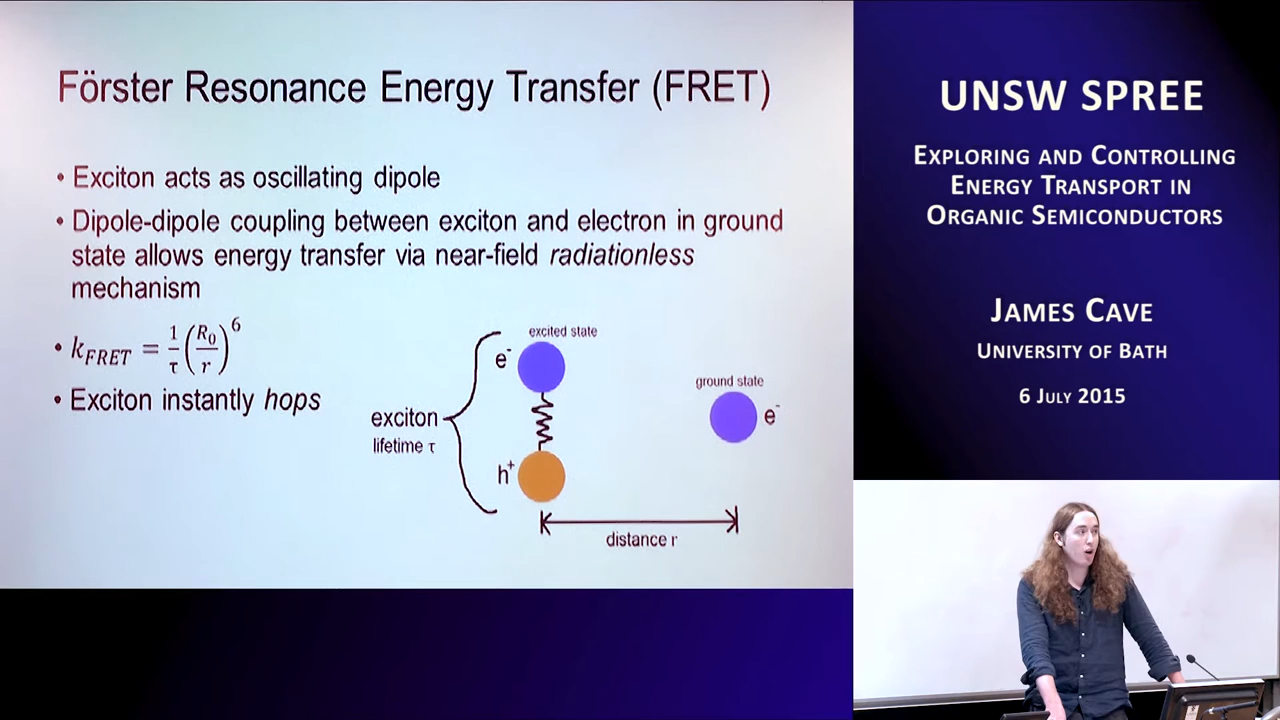 Förster Resonance Energy Transfer (FRET)
• Exciton acts as oscillating dipole
• Dipole-dipole coupling between exciton and electron in ground
state allows energy transfer via near-field radiationless
mechanism
• k_FRET = 1/τ (R₀/r)⁶
• Exciton instantly hops
excited state
e⁻
exciton
lifetime τ
h⁺
ground state
e⁻
distance r
UNSW SPREE
EXPLORING AND CONTROLLING
ENERGY TRANSPORT IN
ORGANIC SEMICONDUCTORS
JAMES CAVE
UNIVERSITY OF BATH
6 JULY 2015